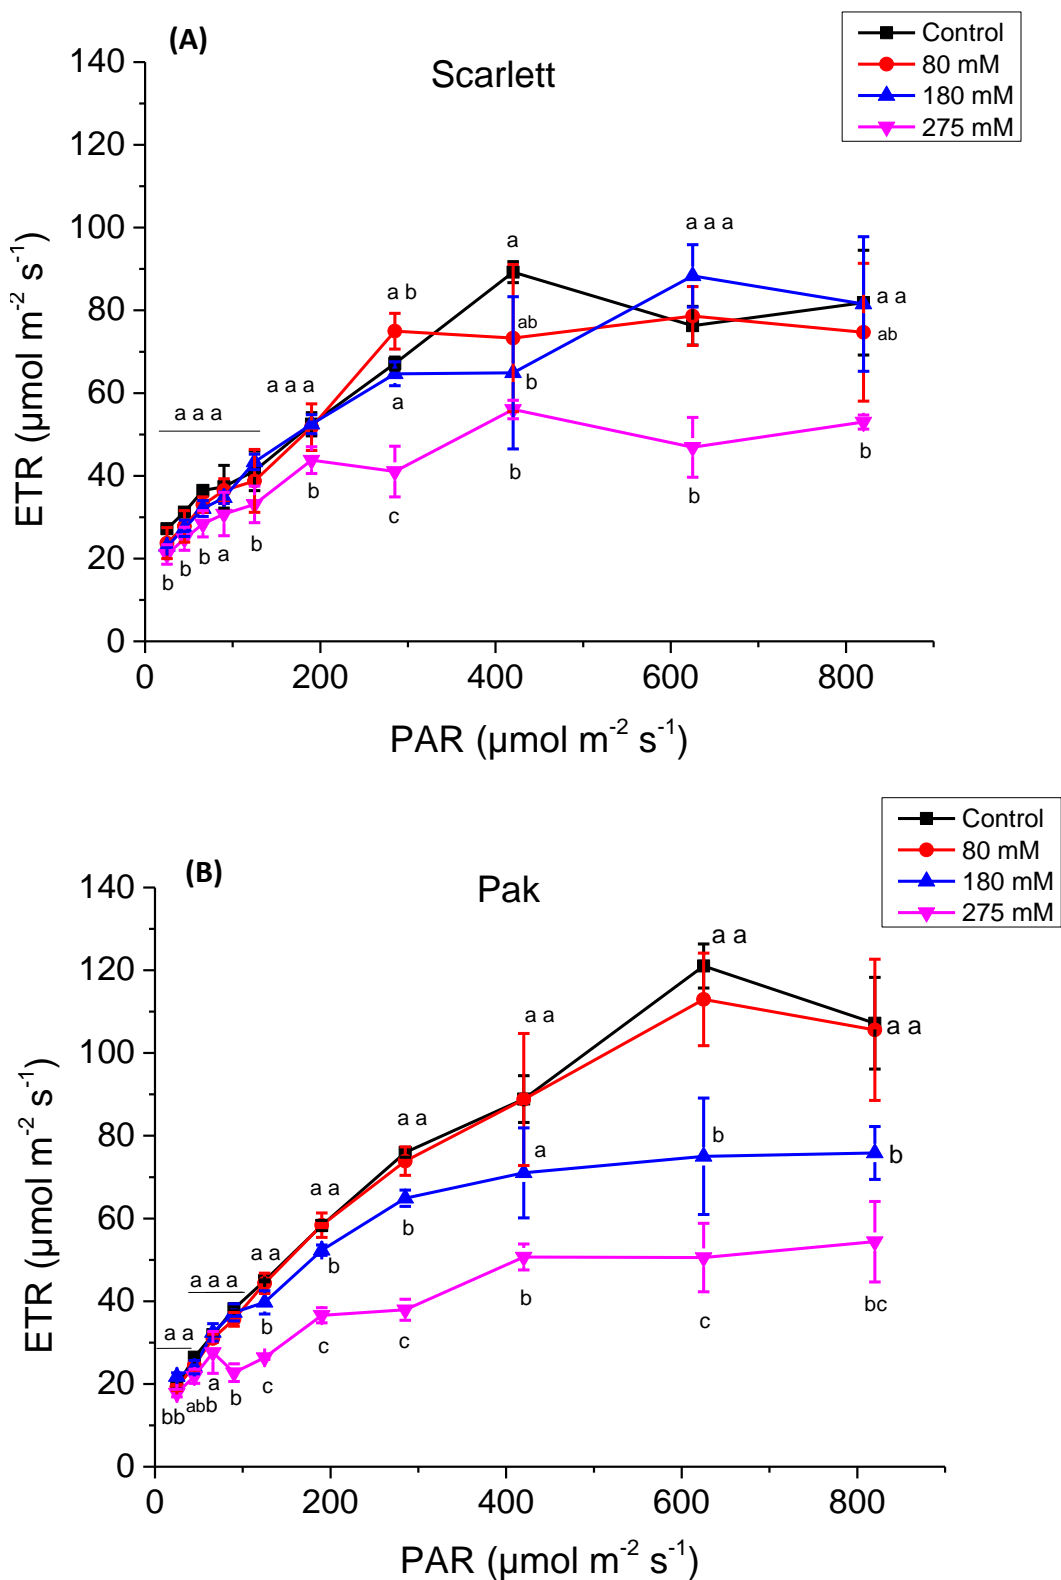 (A)
Scarlett
Control
80 mM
180 mM
275 mM
140
120
100
80
60
40
20
0
ETR (µmol m-2 s-1)
a a a
a a a
a b
a
a a a
a
ab
b
a a
ab
b
b
b
a
b
b
c
b
b
b
0
200
400
600
800
PAR (µmol m-2 s-1)
(B)
Pak
Control
80 mM
180 mM
275 mM
140
120
100
80
60
40
20
0
ETR (µmol m-2 s-1)
a a
a a a
a a
a a
a a
a a
a a
a a
b
b
b
a
b
b
bb
abb
a
b
c
c
c
b
c
bc
0
200
400
600
800
PAR (µmol m-2 s-1)